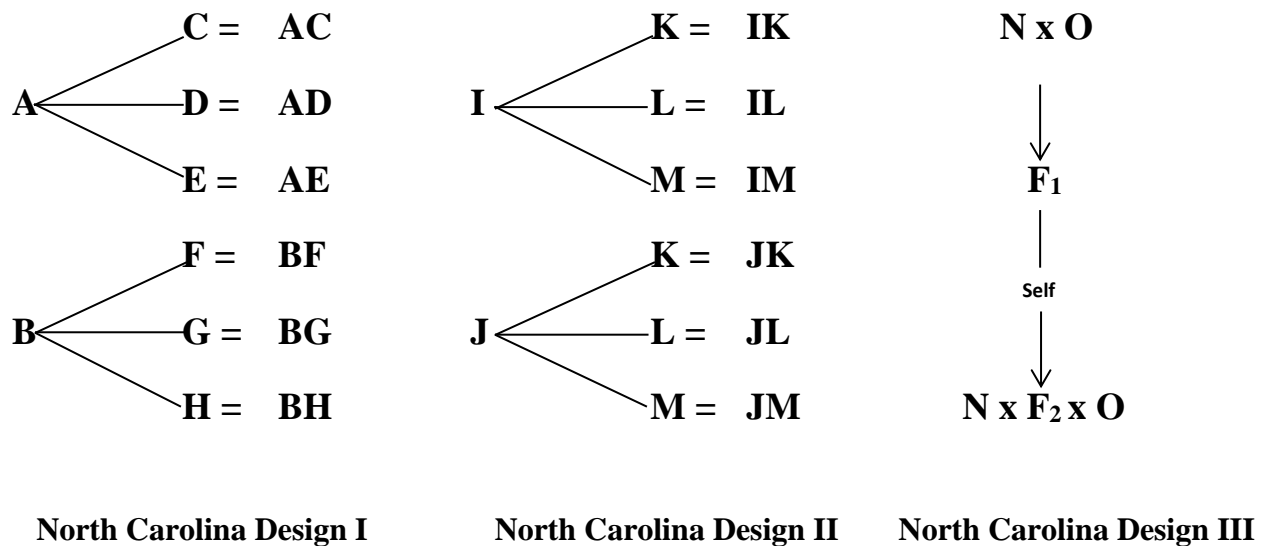 C = AC
A D = AD
E = AE
F = BF
B G = BG
H = BH
North Carolina Design I
K = IK
I L = IL
M = IM
K = JK
J L = JL
M = JM
North Carolina Design II
N x O
F1
Self
N x F2 x O
North Carolina Design III